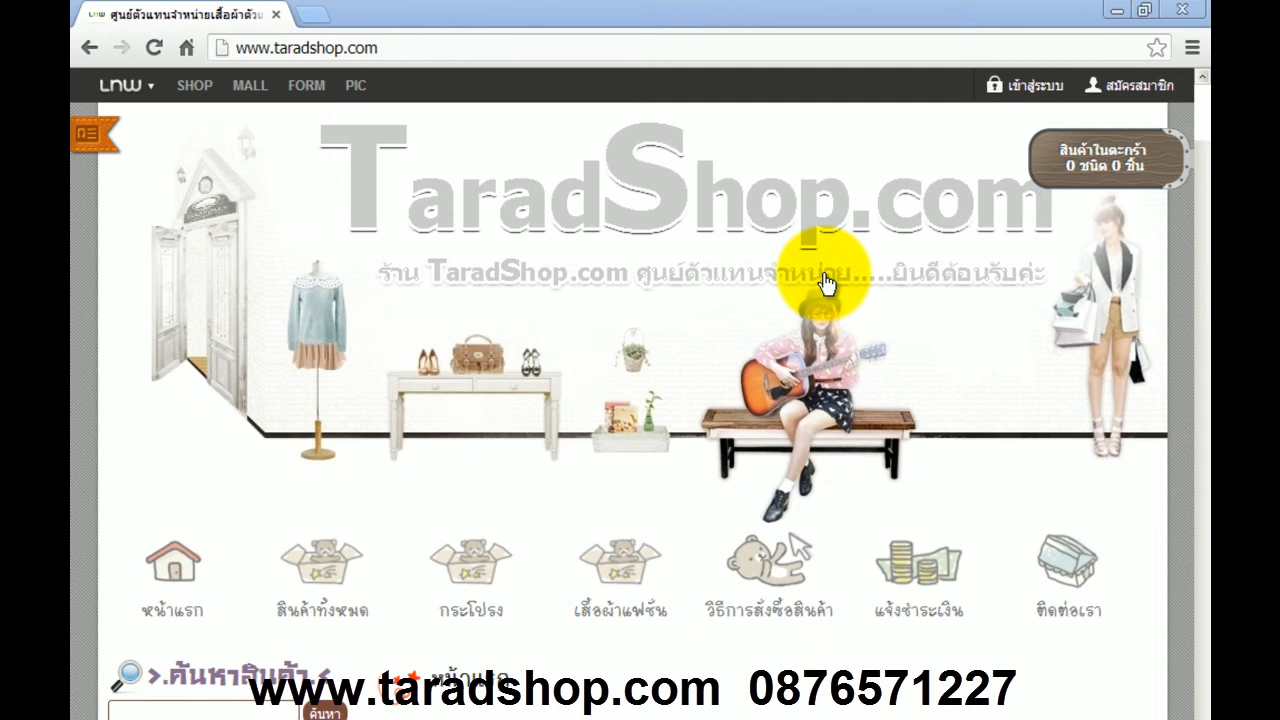 LNW ศูนย์ตัวแทนจำหน่ายเสื้อผ้าตัวแ
www.taradshop.com
LNW SHOP MALL FORM PIC เข้าสู่ระบบ สมัครสมาชิก
สินค้าในตะกร้า
0 ชนิด 0 ชิ้น
TaradShop.com
ร้าน TaradShop.com ศูนย์ตัวแทนจำหน่าย.....ยินดีต้อนรับค่ะ
หน้าแรก สินค้าทั้งหมด กระโปรง เสื้อผ้าแฟชั่น วิธีการสั่งซื้อสินค้า แจ้งชำระเงิน ติดต่อเรา
>.ค้นหาสินค้า.< หน้าแรก
www.taradshop.com 0876571227
ค้นหา